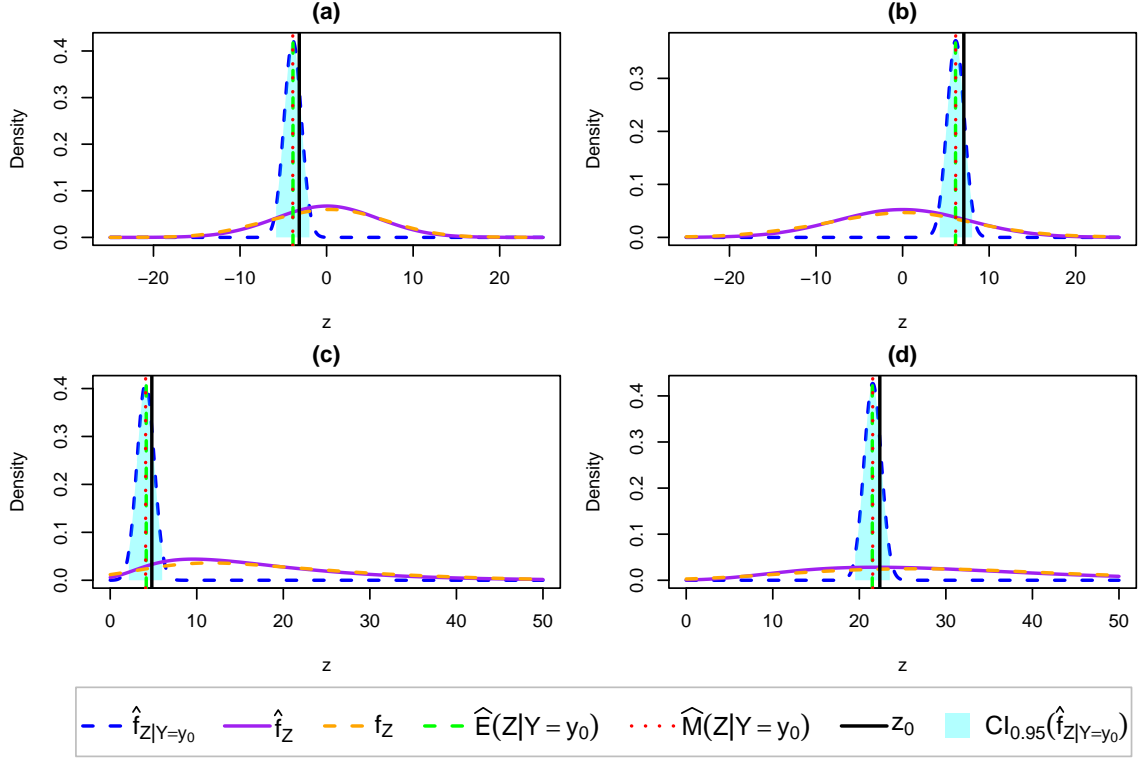 (a)
Density
0.0 0.1 0.2 0.3 0.4
−20 −10 0 10 20
z
(b)
Density
0.0 0.1 0.2 0.3
−20 −10 0 10 20
z
(c)
Density
0.0 0.1 0.2 0.3 0.4
0 10 20 30 40 50
z
(d)
Density
0.0 0.1 0.2 0.3 0.4
0 10 20 30 40 50
z
f̂_{Z|Y=y₀} f̂_Z f_Z Ê(Z|Y = y₀) M̂(Z|Y = y₀) z₀ CI₀.₉₅(f̂_{Z|Y=y₀})